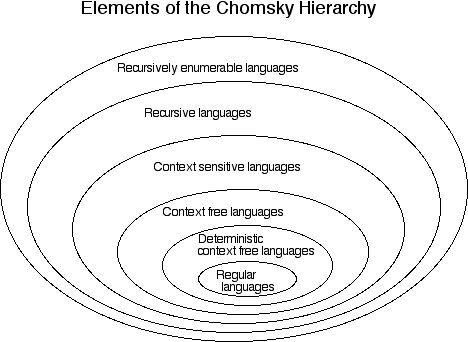 Elements of the Chomsky Hierarchy
Recursively enumerable languages
Recursive languages
Context sensitive languages
Context free languages
Deterministic
context free languages
Regular
languages